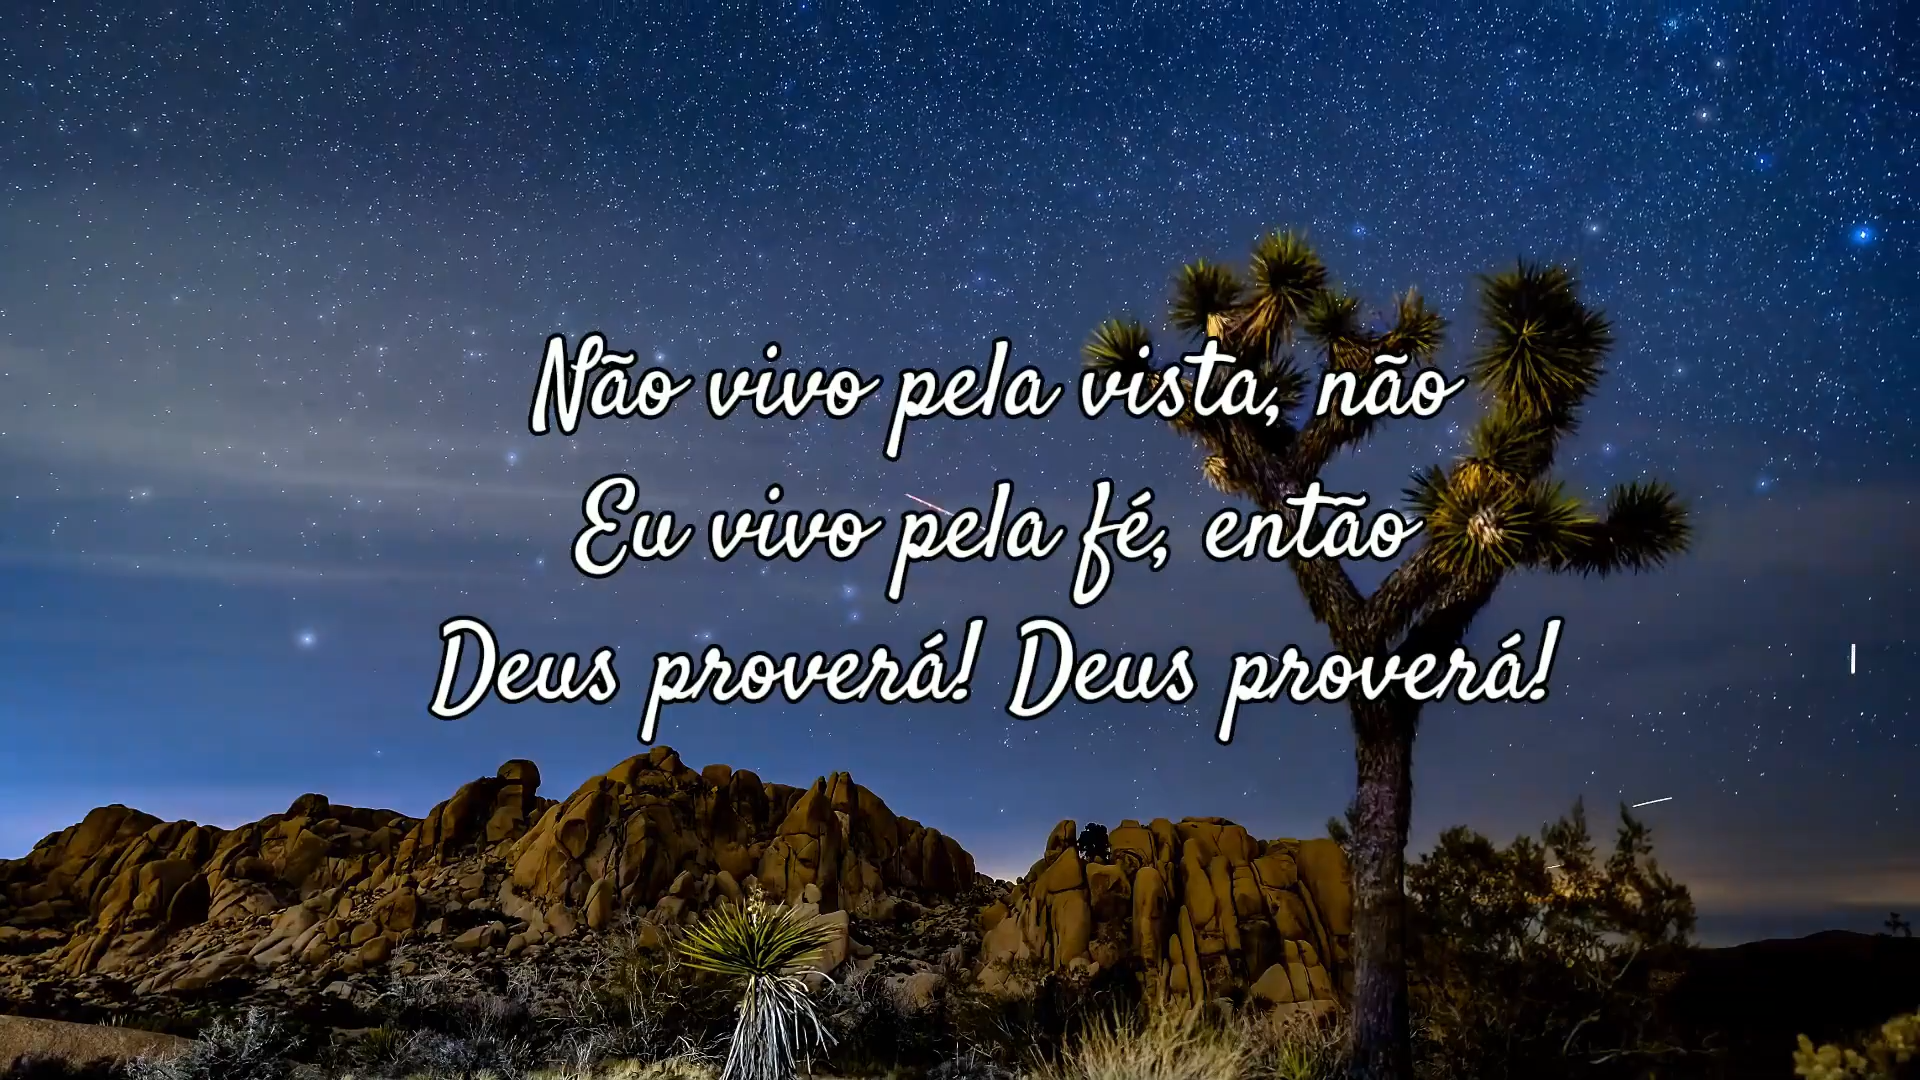 Não vivo pela vista, não
Eu vivo pela fé, então
Deus proverá! Deus proverá!